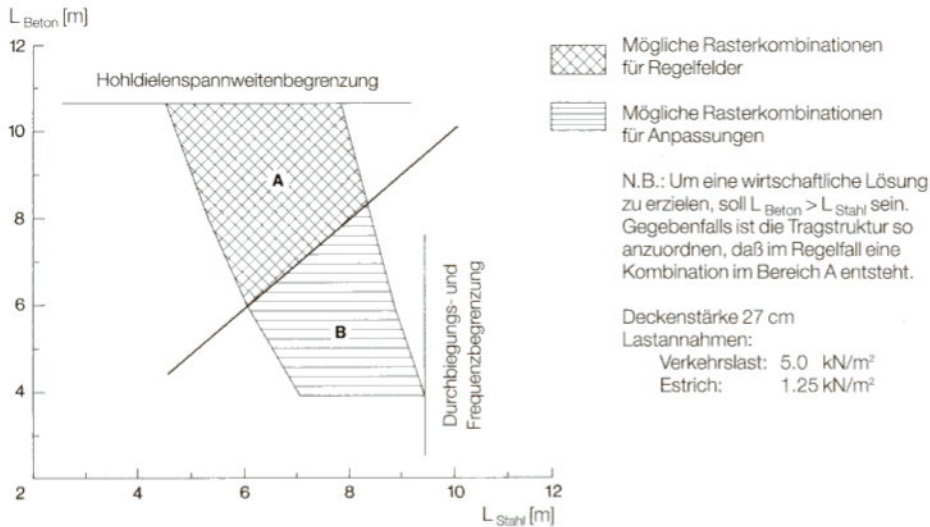 L Beton [m]
12
10
8
6
4
2
4
6
8
10
12
L Stahl [m]
Hohldielenspannweitenbegrenzung
A
B
Durchbiegungs- und
Frequenzbegrenzung
Mögliche Rasterkombinationen
für Regelfelder
Mögliche Rasterkombinationen
für Anpassungen
N.B.: Um eine wirtschaftliche Lösung
zu erzielen, soll L Beton > L Stahl sein.
Gegebenfalls ist die Tragstruktur so
anzuordnen, daß im Regelfall eine
Kombination im Bereich A entsteht.
Deckenstärke 27 cm
Lastannahmen:
Verkehrslast: 5.0 kN/m²
Estrich: 1.25 kN/m²